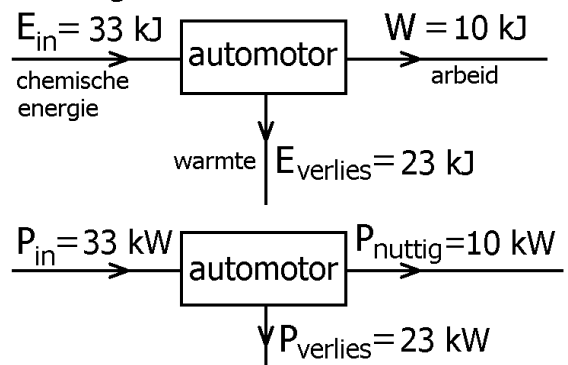 E_in = 33 kJ
automotor
W = 10 kJ
chemische
energie
arbeid
warmte
E_verlies = 23 kJ
P_in = 33 kW
automotor
P_nuttig = 10 kW
P_verlies = 23 kW